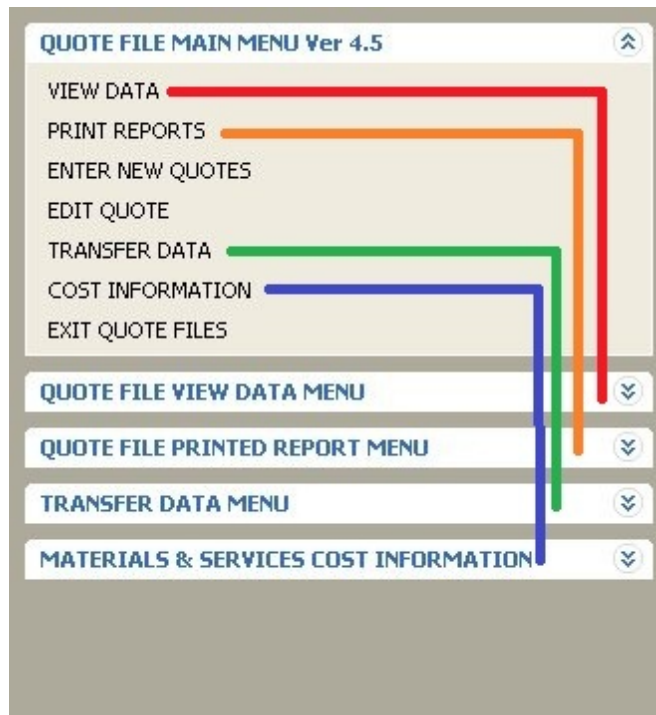 QUOTE FILE MAIN MENU Ver 4.5
VIEW DATA
PRINT REPORTS
ENTER NEW QUOTES
EDIT QUOTE
TRANSFER DATA
COST INFORMATION
EXIT QUOTE FILES
QUOTE FILE VIEW DATA MENU
QUOTE FILE PRINTED REPORT MENU
TRANSFER DATA MENU
MATERIALS & SERVICES COST INFORMATION